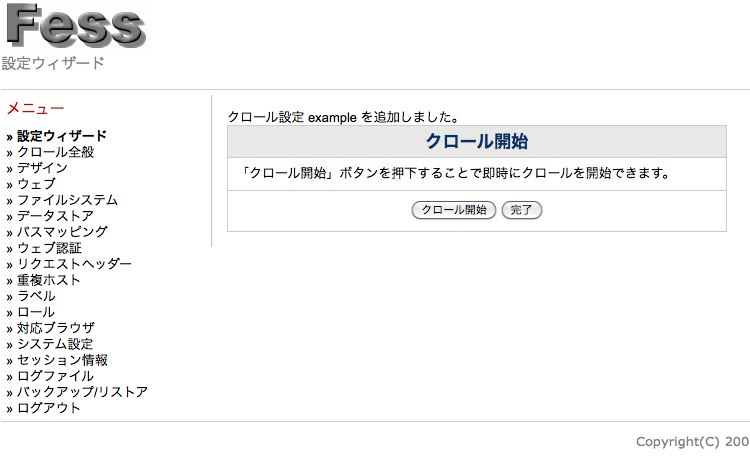 Fess
設定ウィザード
メニュー
» 設定ウィザード
» クロール全般
» デザイン
» ウェブ
» ファイルシステム
» データストア
» パスマッピング
» ウェブ認証
» リクエストヘッダー
» 重複ホスト
» ラベル
» ロール
» 対応ブラウザ
» システム設定
» セッション情報
» ログファイル
» バックアップ/リストア
» ログアウト
クロール設定 example を追加しました。
クロール開始
「クロール開始」ボタンを押下することで即時にクロールを開始できます。
クロール開始 完了
Copyright(C) 200